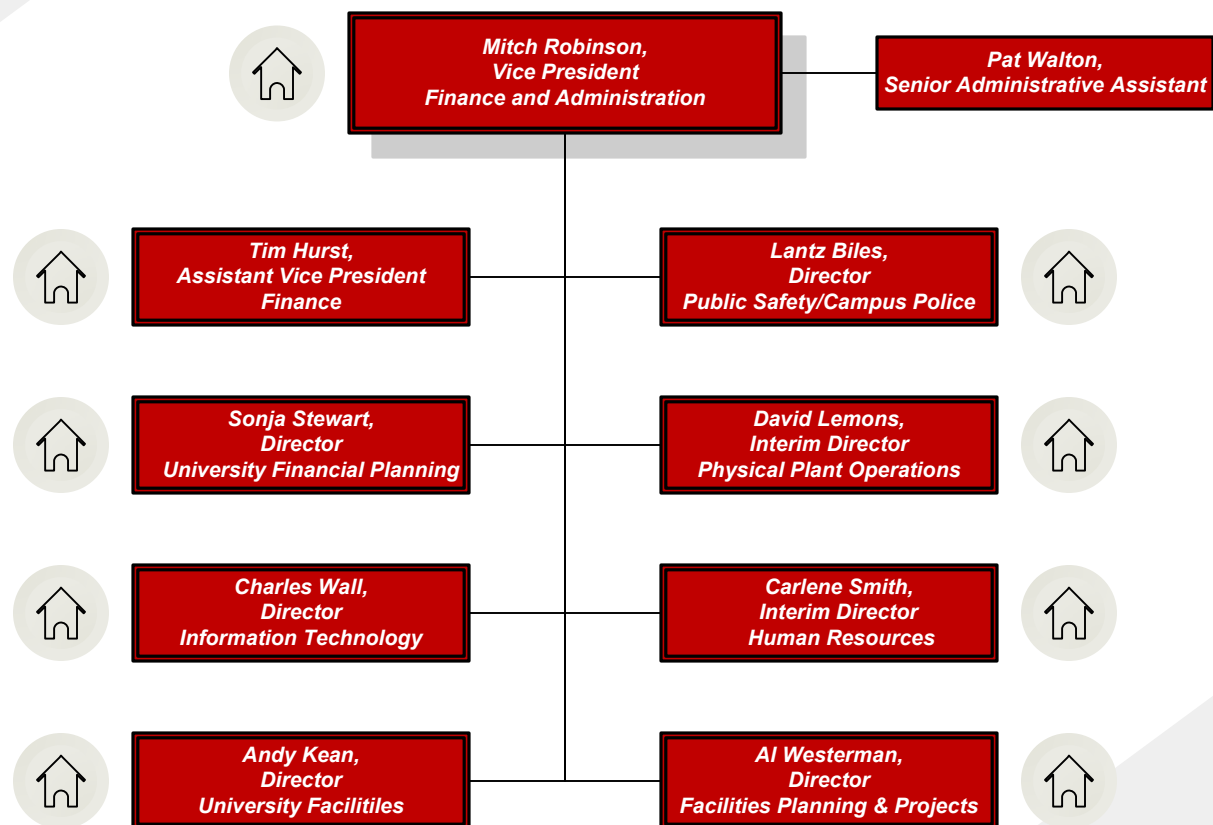 Mitch Robinson,
Vice President
Finance and Administration
Pat Walton,
Senior Administrative Assistant
Tim Hurst,
Assistant Vice President
Finance
Lantz Biles,
Director
Public Safety/Campus Police
Sonja Stewart,
Director
University Financial Planning
David Lemons,
Interim Director
Physical Plant Operations
Charles Wall,
Director
Information Technology
Carlene Smith,
Interim Director
Human Resources
Andy Kean,
Director
University Facilitiles
Al Westerman,
Director
Facilities Planning & Projects